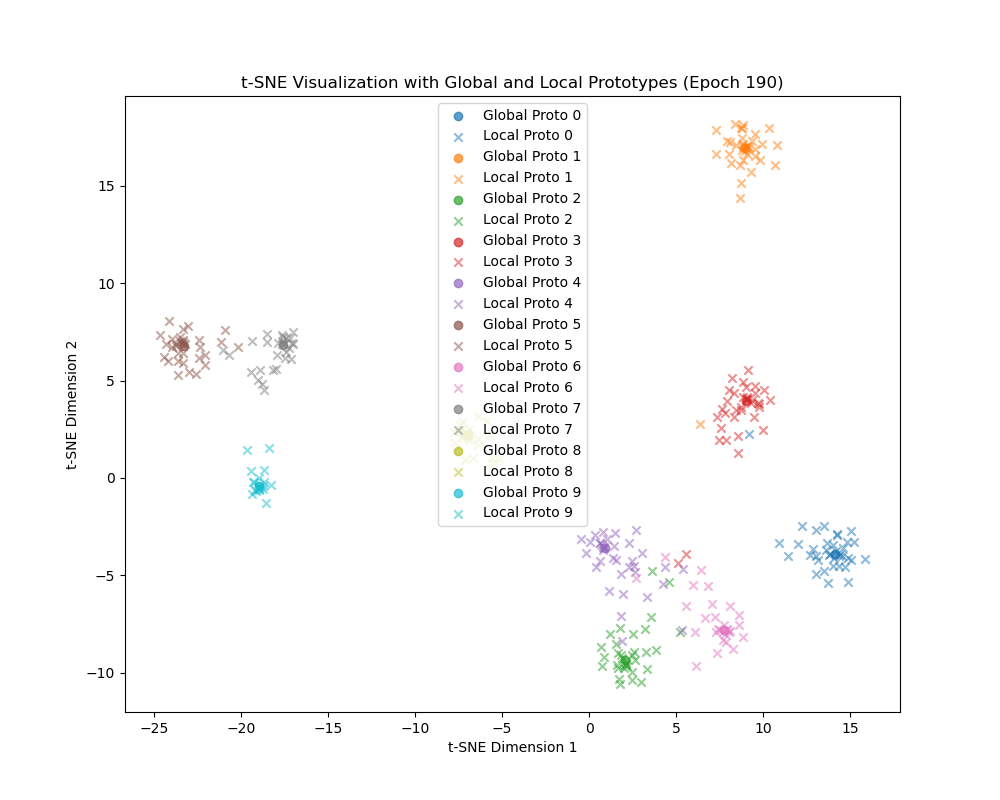 t-SNE Visualization with Global and Local Prototypes (Epoch 190)
Global Proto 0
Local Proto 0
Global Proto 1
Local Proto 1
Global Proto 2
Local Proto 2
Global Proto 3
Local Proto 3
Global Proto 4
Local Proto 4
Global Proto 5
Local Proto 5
Global Proto 6
Local Proto 6
Global Proto 7
Local Proto 7
Global Proto 8
Local Proto 8
Global Proto 9
Local Proto 9
t-SNE Dimension 2
15
10
5
0
−5
−10
−25
−20
−15
−10
−5
0
5
10
15
t-SNE Dimension 1